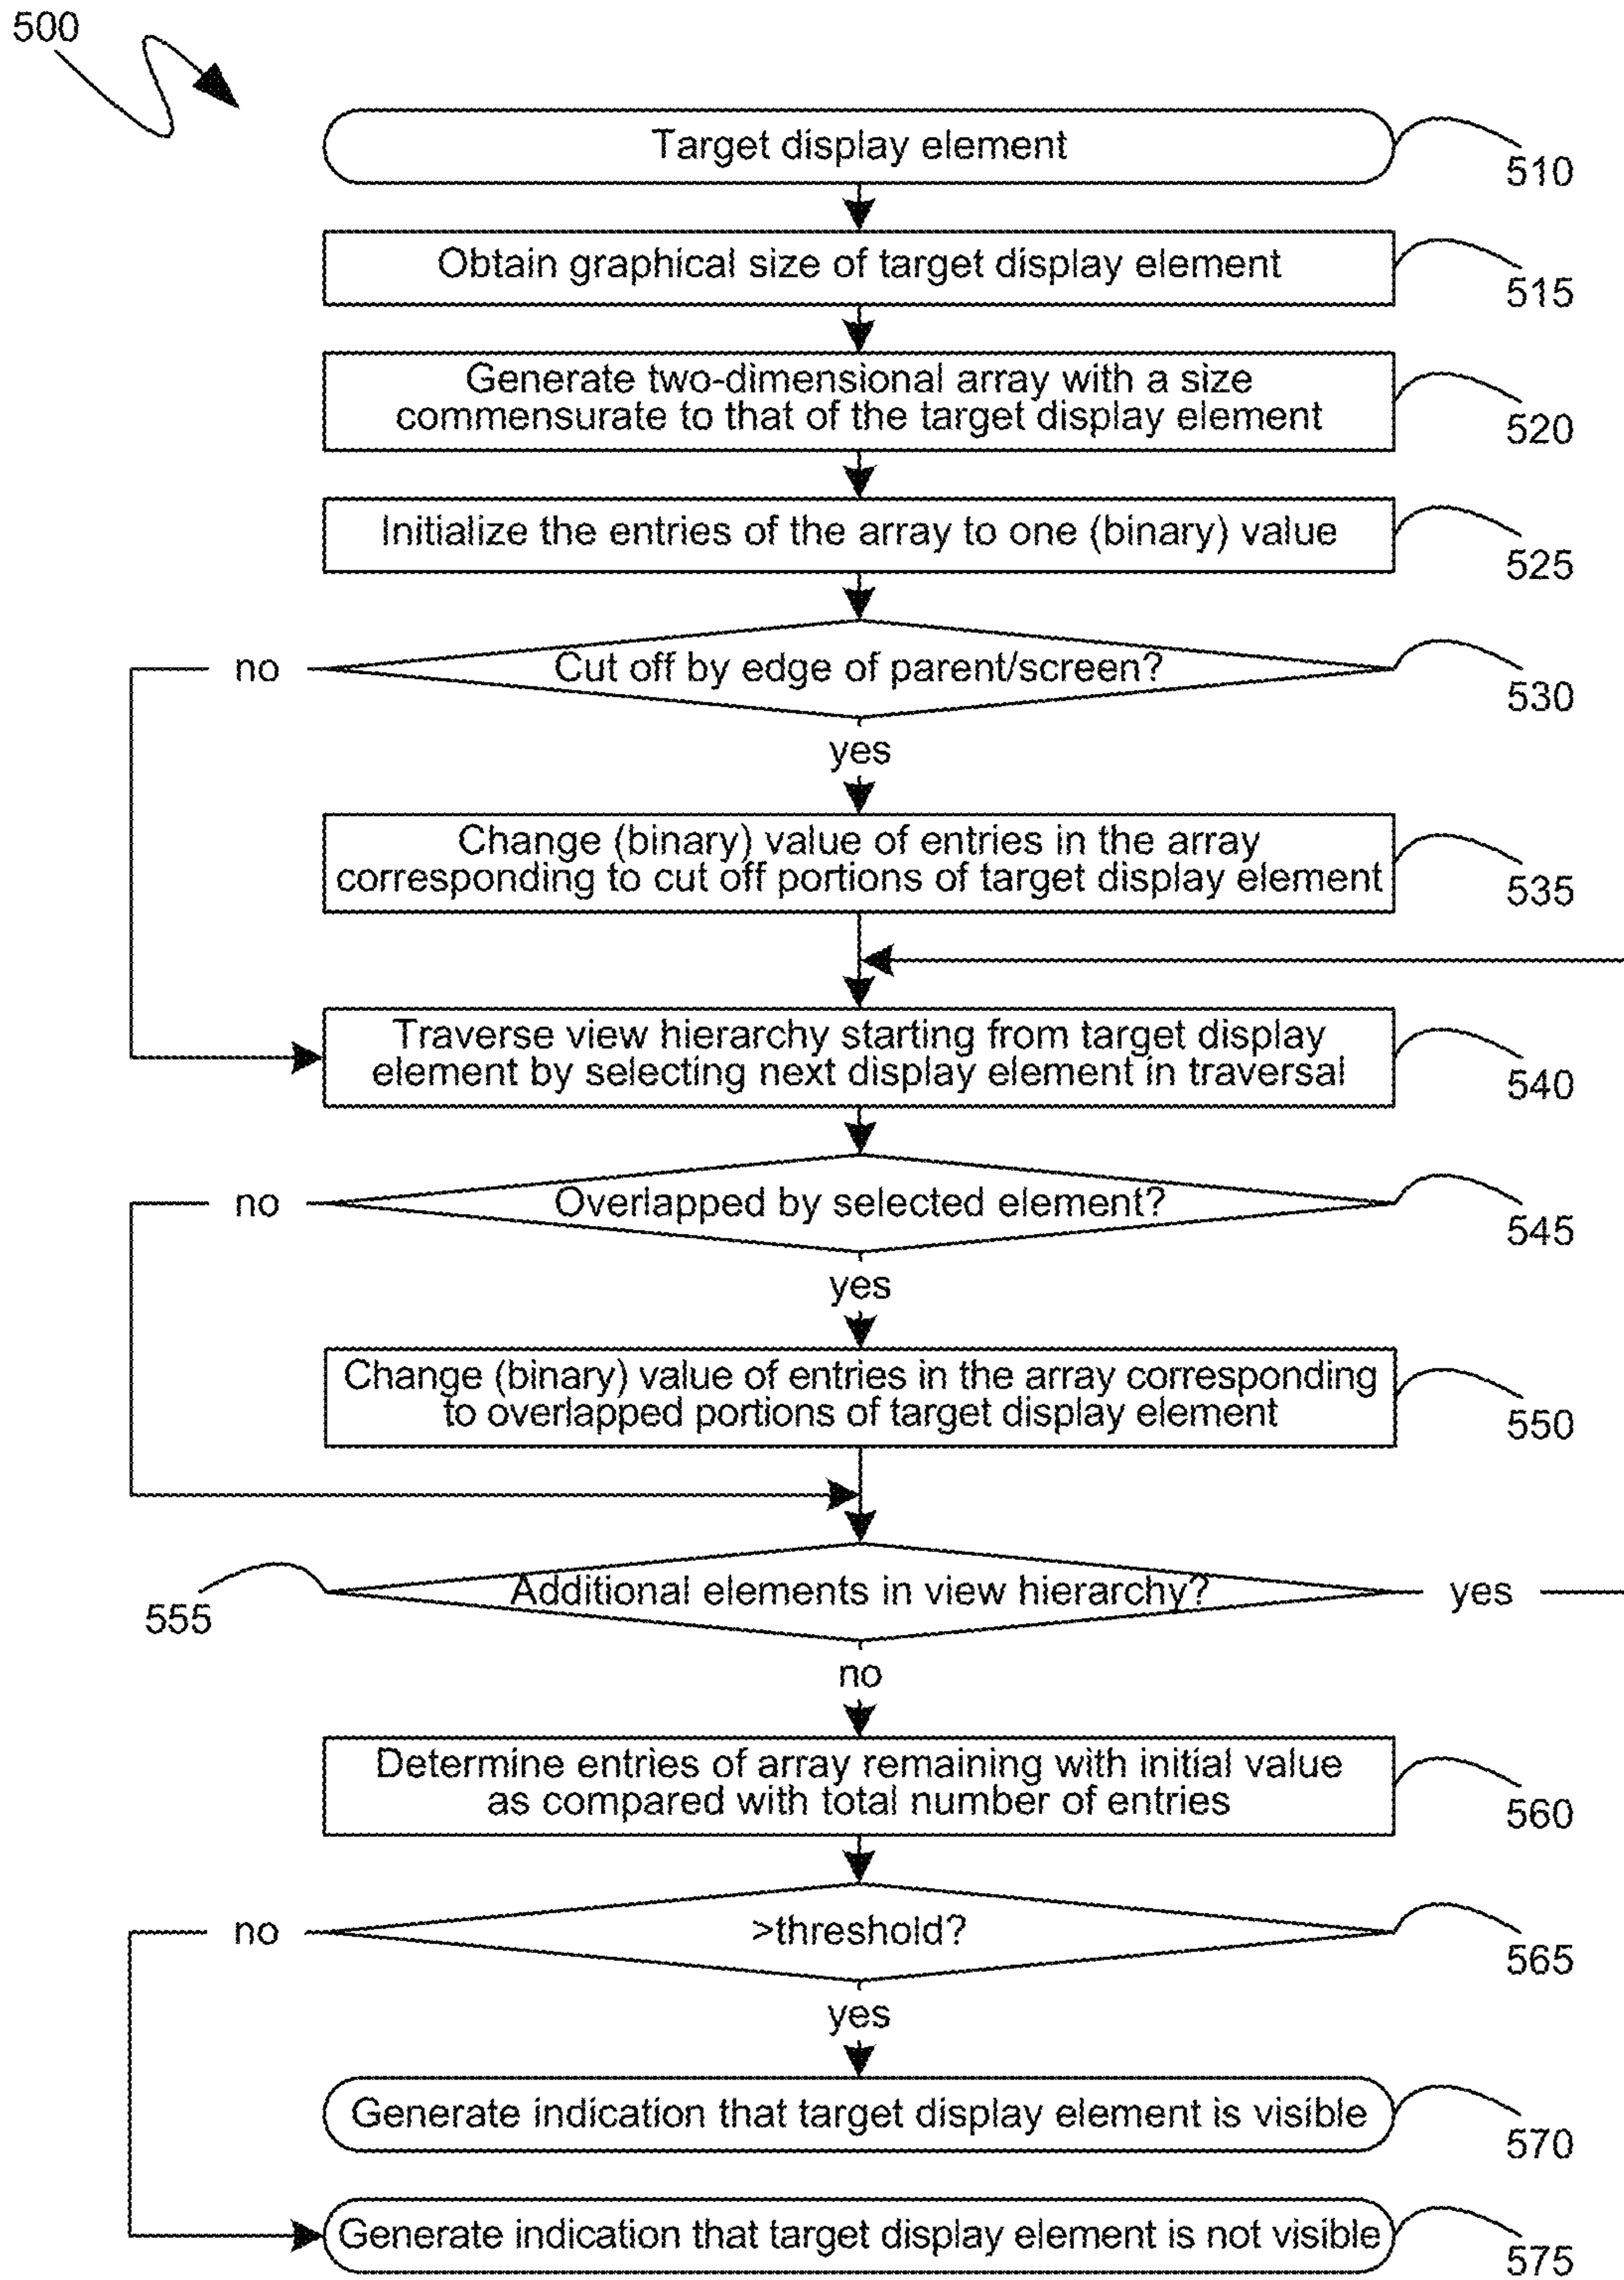 500
Target display element
510
Obtain graphical size of target display element
515
Generate two-dimensional array with a size
commensurate to that of the target display element
520
Initialize the entries of the array to one (binary) value
525
no
Cut off by edge of parent/screen?
530
yes
Change (binary) value of entries in the array
corresponding to cut off portions of target display element
535
Traverse view hierarchy starting from target display
element by selecting next display element in traversal
540
no
Overlapped by selected element?
545
yes
Change (binary) value of entries in the array corresponding
to overlapped portions of target display element
550
Additional elements in view hierarchy?
yes
555
no
Determine entries of array remaining with initial value
as compared with total number of entries
560
no
>threshold?
565
yes
Generate indication that target display element is visible
570
Generate indication that target display element is not visible
575